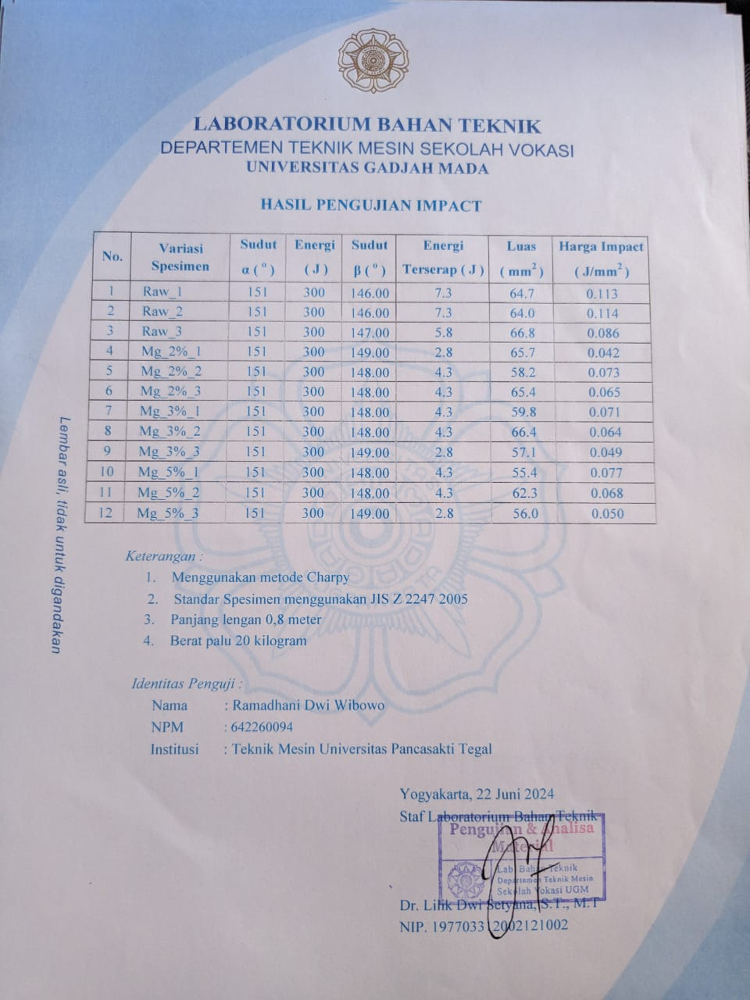 LABORATORIUM BAHAN TEKNIK
DEPARTEMEN TEKNIK MESIN SEKOLAH VOKASI
UNIVERSITAS GADJAH MADA
HASIL PENGUJIAN IMPACT
No. Variasi Spesimen Sudut α ( º ) Energi ( J ) Sudut β ( º ) Energi Terserap ( J ) Luas ( mm² ) Harga Impact ( J/mm² )
1 Raw_1 151 300 146.00 7.3 64.7 0.113
2 Raw_2 151 300 146.00 7.3 64.0 0.114
3 Raw_3 151 300 147.00 5.8 66.8 0.086
4 Mg_2%_1 151 300 149.00 2.8 65.7 0.042
5 Mg_2%_2 151 300 148.00 4.3 58.2 0.073
6 Mg_2%_3 151 300 148.00 4.3 65.4 0.065
7 Mg_3%_1 151 300 148.00 4.3 59.8 0.071
8 Mg_3%_2 151 300 148.00 4.3 66.4 0.064
9 Mg_3%_3 151 300 149.00 2.8 57.1 0.049
10 Mg_5%_1 151 300 148.00 4.3 55.4 0.077
11 Mg_5%_2 151 300 148.00 4.3 62.3 0.068
12 Mg_5%_3 151 300 149.00 2.8 56.0 0.050
Lembar asli, tidak untuk digandakan
Keterangan :
1. Menggunakan metode Charpy
2. Standar Spesimen menggunakan JIS Z 2247 2005
3. Panjang lengan 0,8 meter
4. Berat palu 20 kilogram
Identitas Penguji :
Nama : Ramadhani Dwi Wibowo
NPM : 642260094
Institusi : Teknik Mesin Universitas Pancasakti Tegal
Yogyakarta, 22 Juni 2024
Staf Laboratorium Bahan Teknik
Pengujian & Analisa
Material
Lab. Bahan Teknik
Departemen Teknik Mesin
Sekolah Vokasi UGM
Dr. Lilik Dwi Setyana, S.T., M.T
NIP. 1977033 2002121002